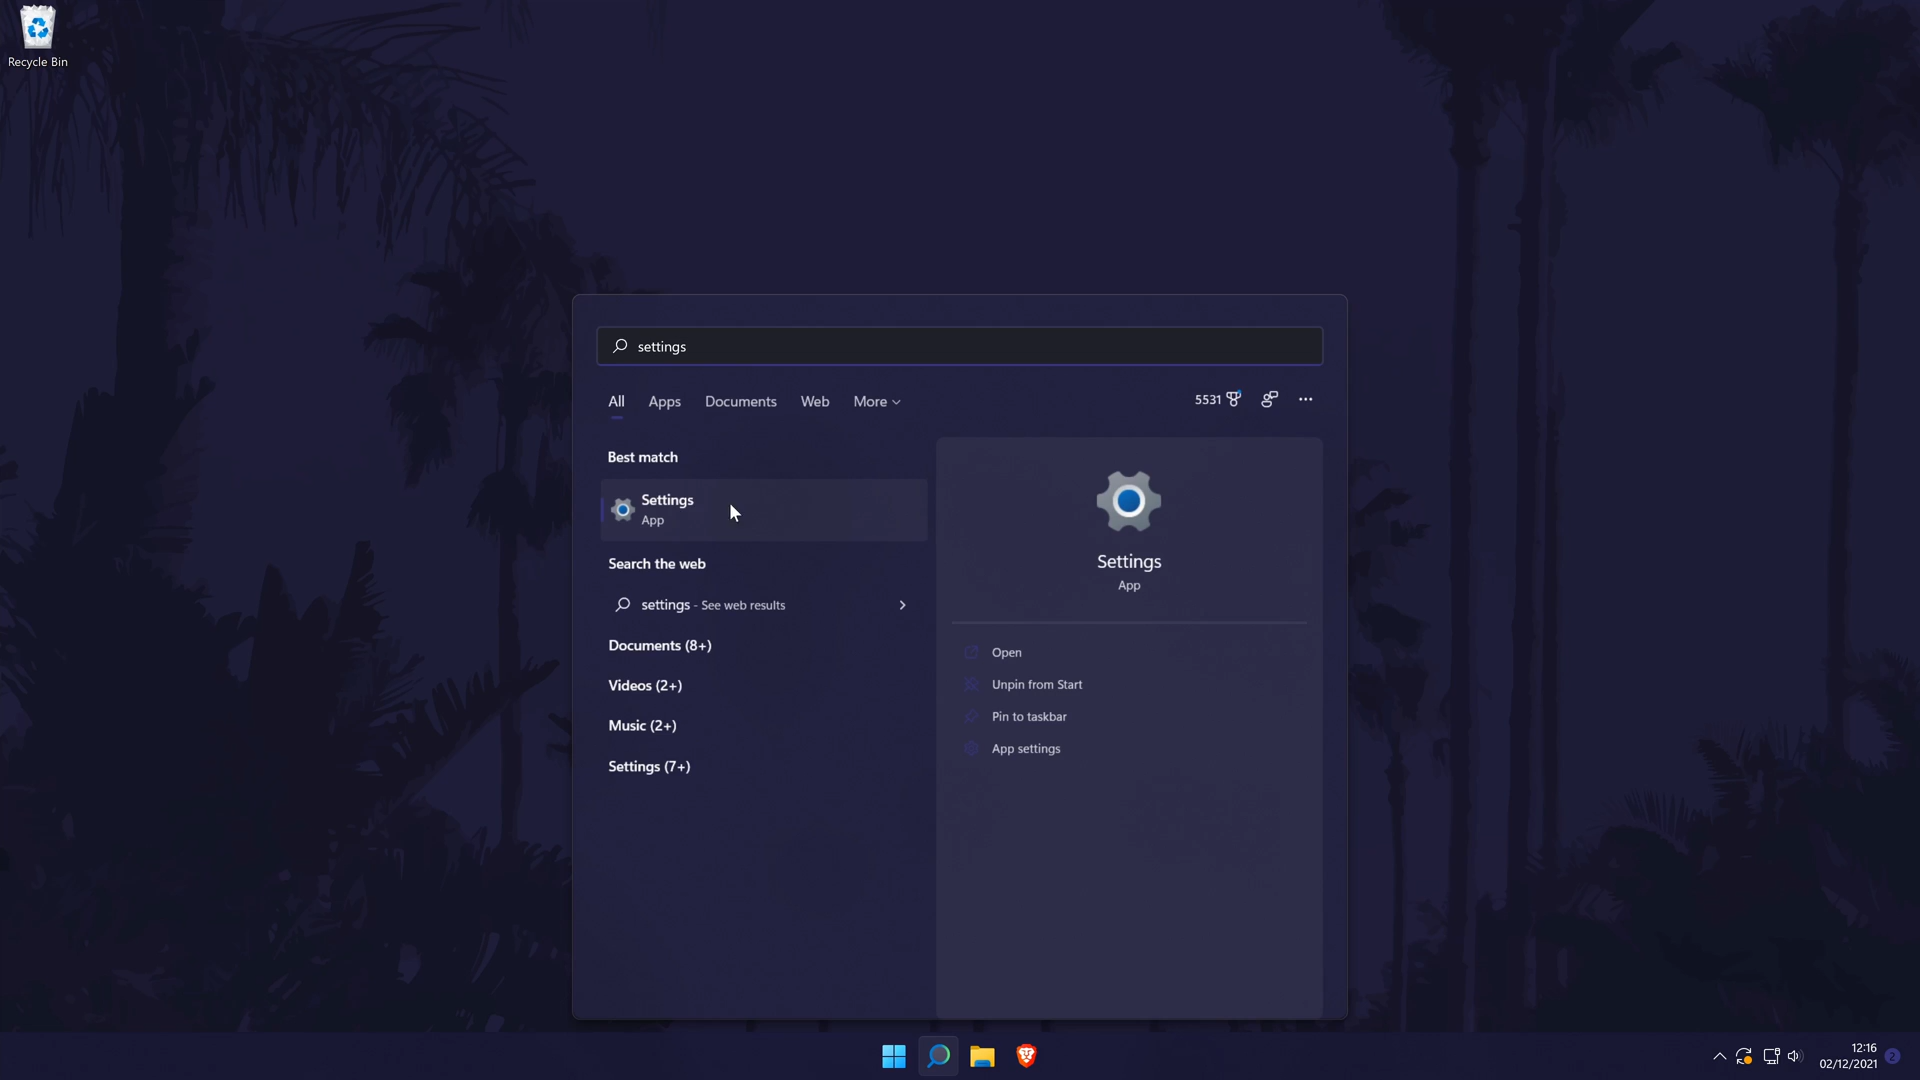 Recycle Bin
settings
All Apps Documents Web More 5531
Best match
Settings
App
Search the web
settings - See web results
Documents (8+)
Videos (2+)
Music (2+)
Settings (7+)
Settings
App
Open
Unpin from Start
Pin to taskbar
App settings
12:16
02/12/2021
2